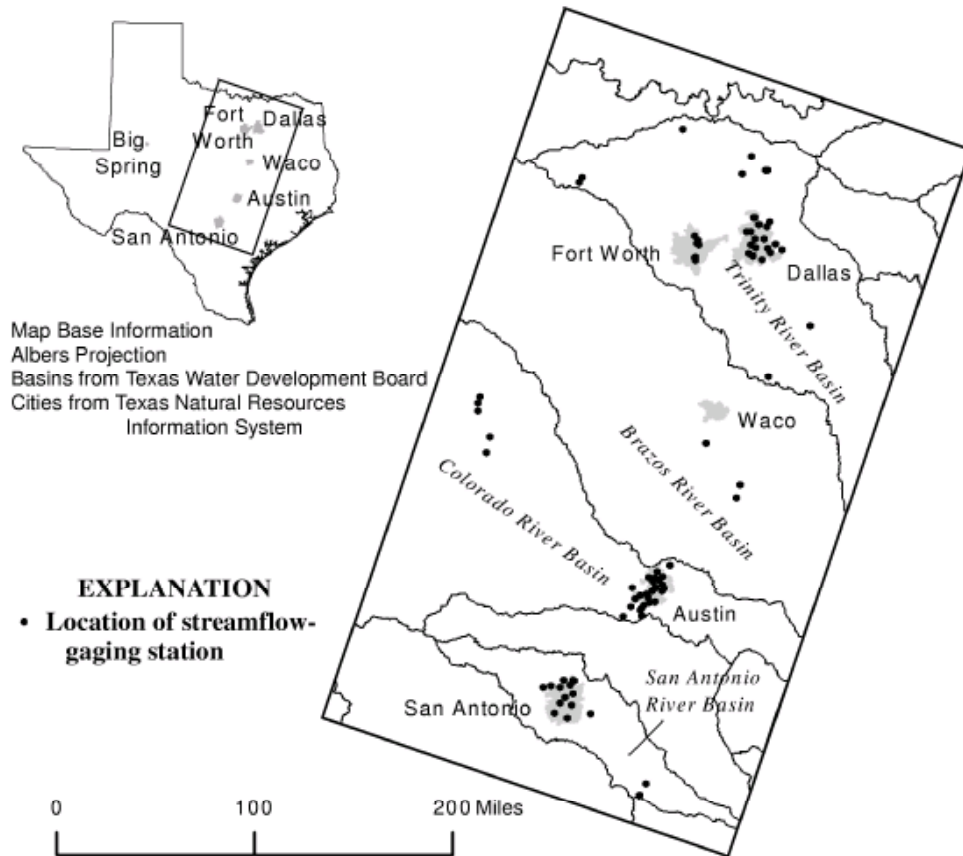 Fort
Worth
Dallas
Big
Spring
Waco
Austin
San Antonio
Map Base Information
Albers Projection
Basins from Texas Water Development Board
Cities from Texas Natural Resources
Information System
EXPLANATION
• Location of streamflow-
gaging station
0 100 200 Miles
Fort Worth
Dallas
Trinity River Basin
Waco
Brazos River Basin
Colorado River Basin
Austin
San Antonio
River Basin
San Antonio